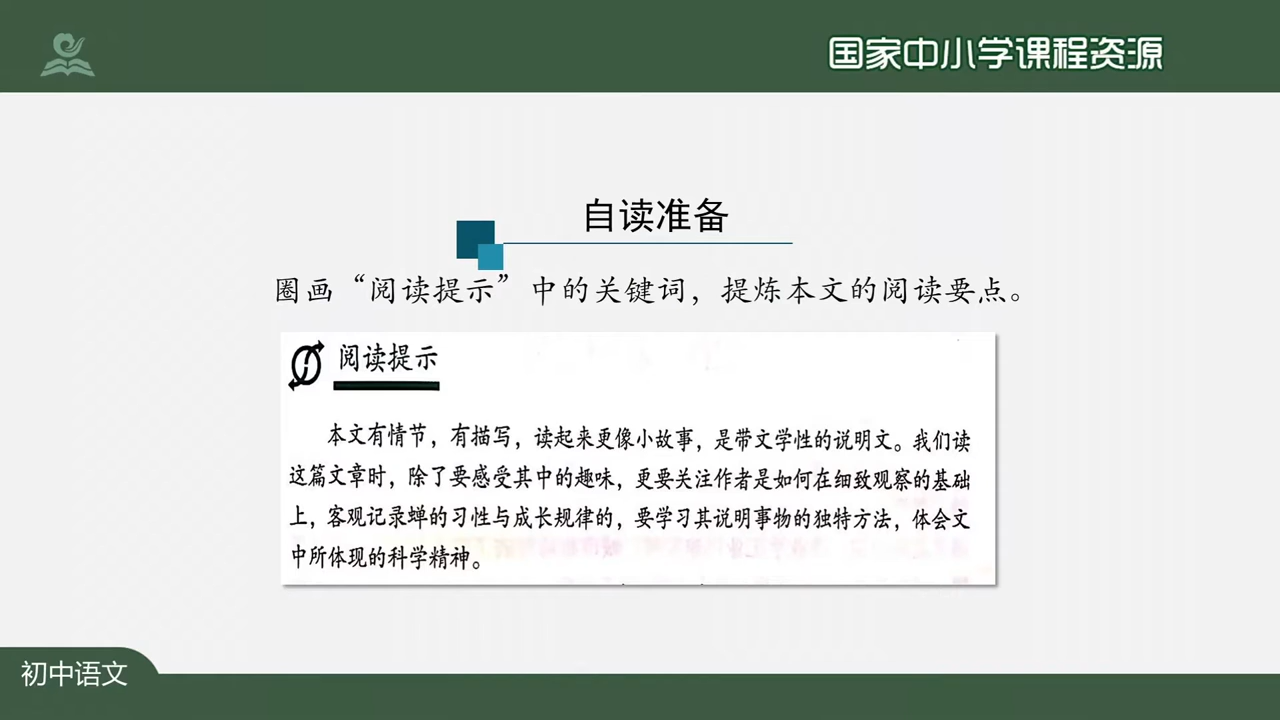 国家中小学课程资源
自读准备
圈画“阅读提示”中的关键词，提炼本文的阅读要点。
阅读提示
本文有情节，有描写，读起来更像小故事，是带文学性的说明文。我们读
这篇文章时，除了要感受其中的趣味，更要关注作者是如何在细致观察的基础
上，客观记录蝉的习性与成长规律的，要学习其说明事物的独特方法，体会文
中所体现的科学精神。
初中语文